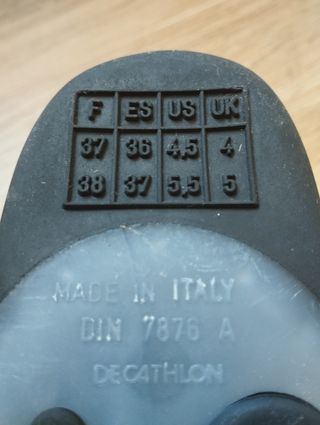 F ES US UK
37 36 4,5 4
38 37 5,5 5
MADE IN ITALY
DIN 7876 A
DECATHLON